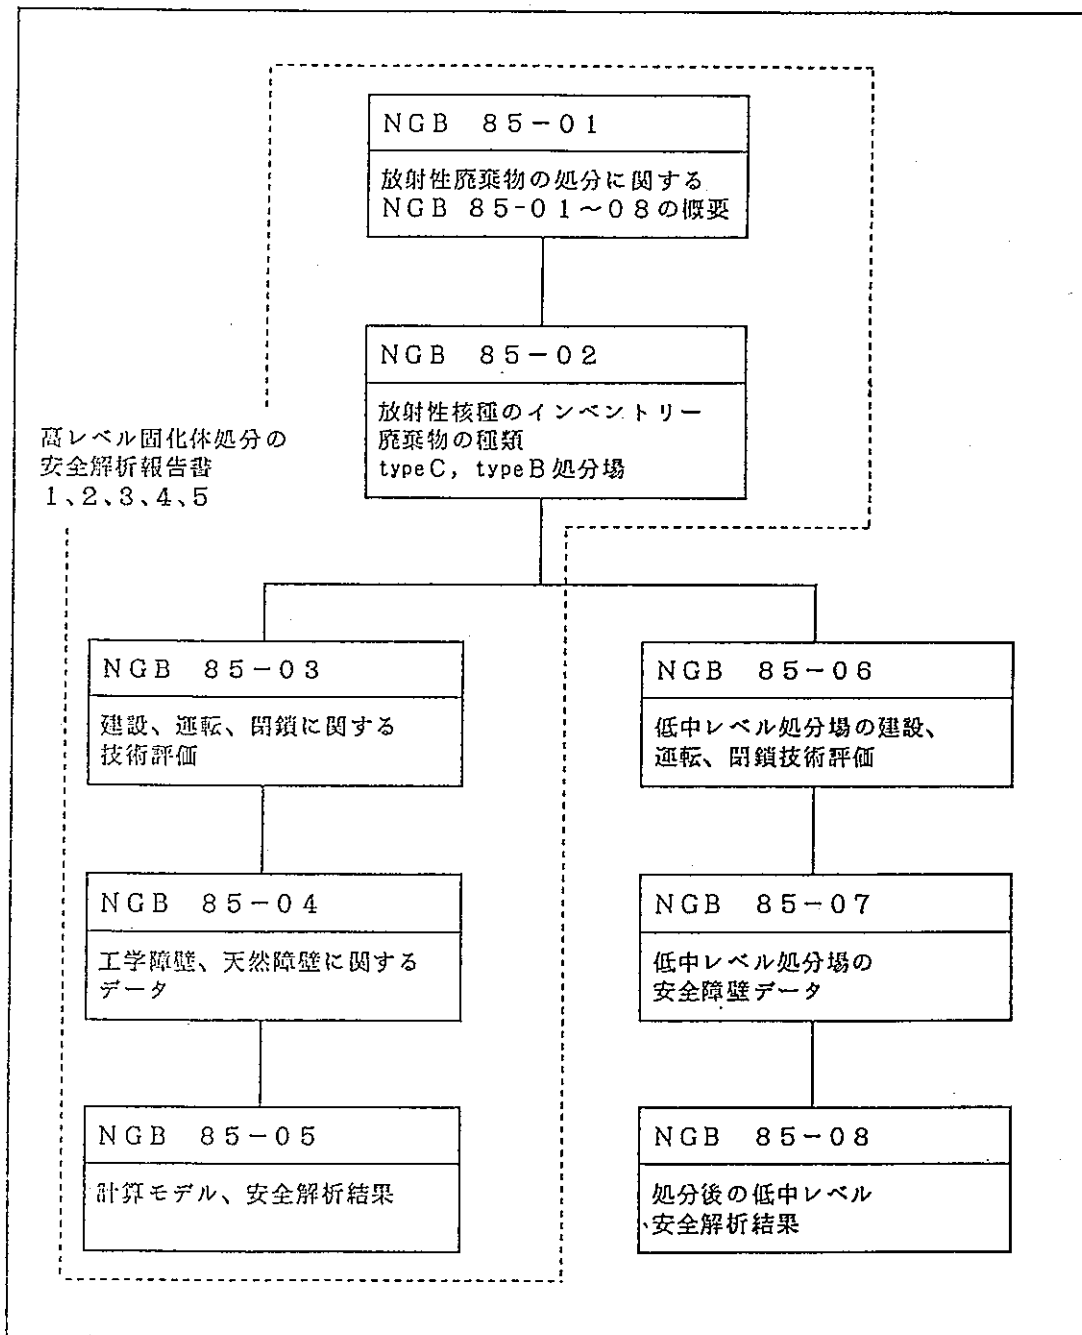 NGB 85-01
放射性廃棄物の処分に関する
NGB 85-01～08の概要
NGB 85-02
放射性核種のインベントリー
廃棄物の種類
typeC, typeB処分場
高レベル固化体処分の
安全解析報告書
1、2、3、4、5
NGB 85-03
建設、運転、閉鎖に関する
技術評価
NGB 85-04
工学障壁、天然障壁に関する
データ
NGB 85-05
計算モデル、安全解析結果
NGB 85-06
低中レベル処分場の建設、
運転、閉鎖技術評価
NGB 85-07
低中レベル処分場の
安全障壁データ
NGB 85-08
処分後の低中レベル
安全解析結果